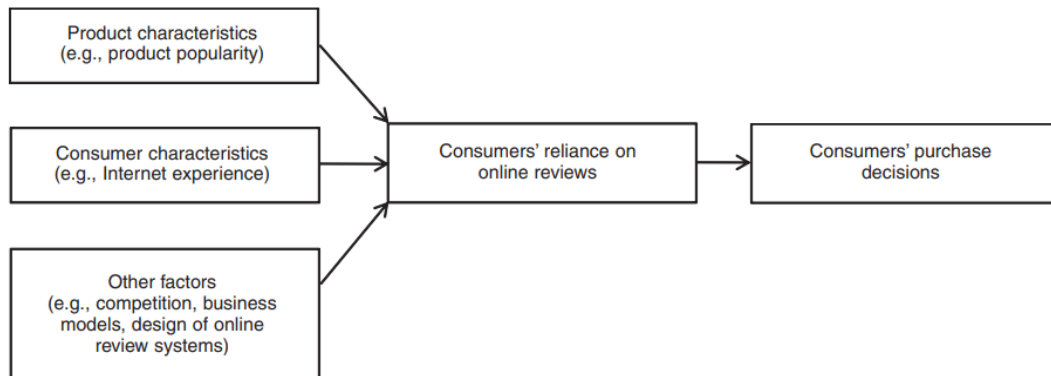 Product characteristics
(e.g., product popularity)
Consumer characteristics
(e.g., Internet experience)
Other factors
(e.g., competition, business
models, design of online
review systems)
Consumers' reliance on
online reviews
Consumers' purchase
decisions